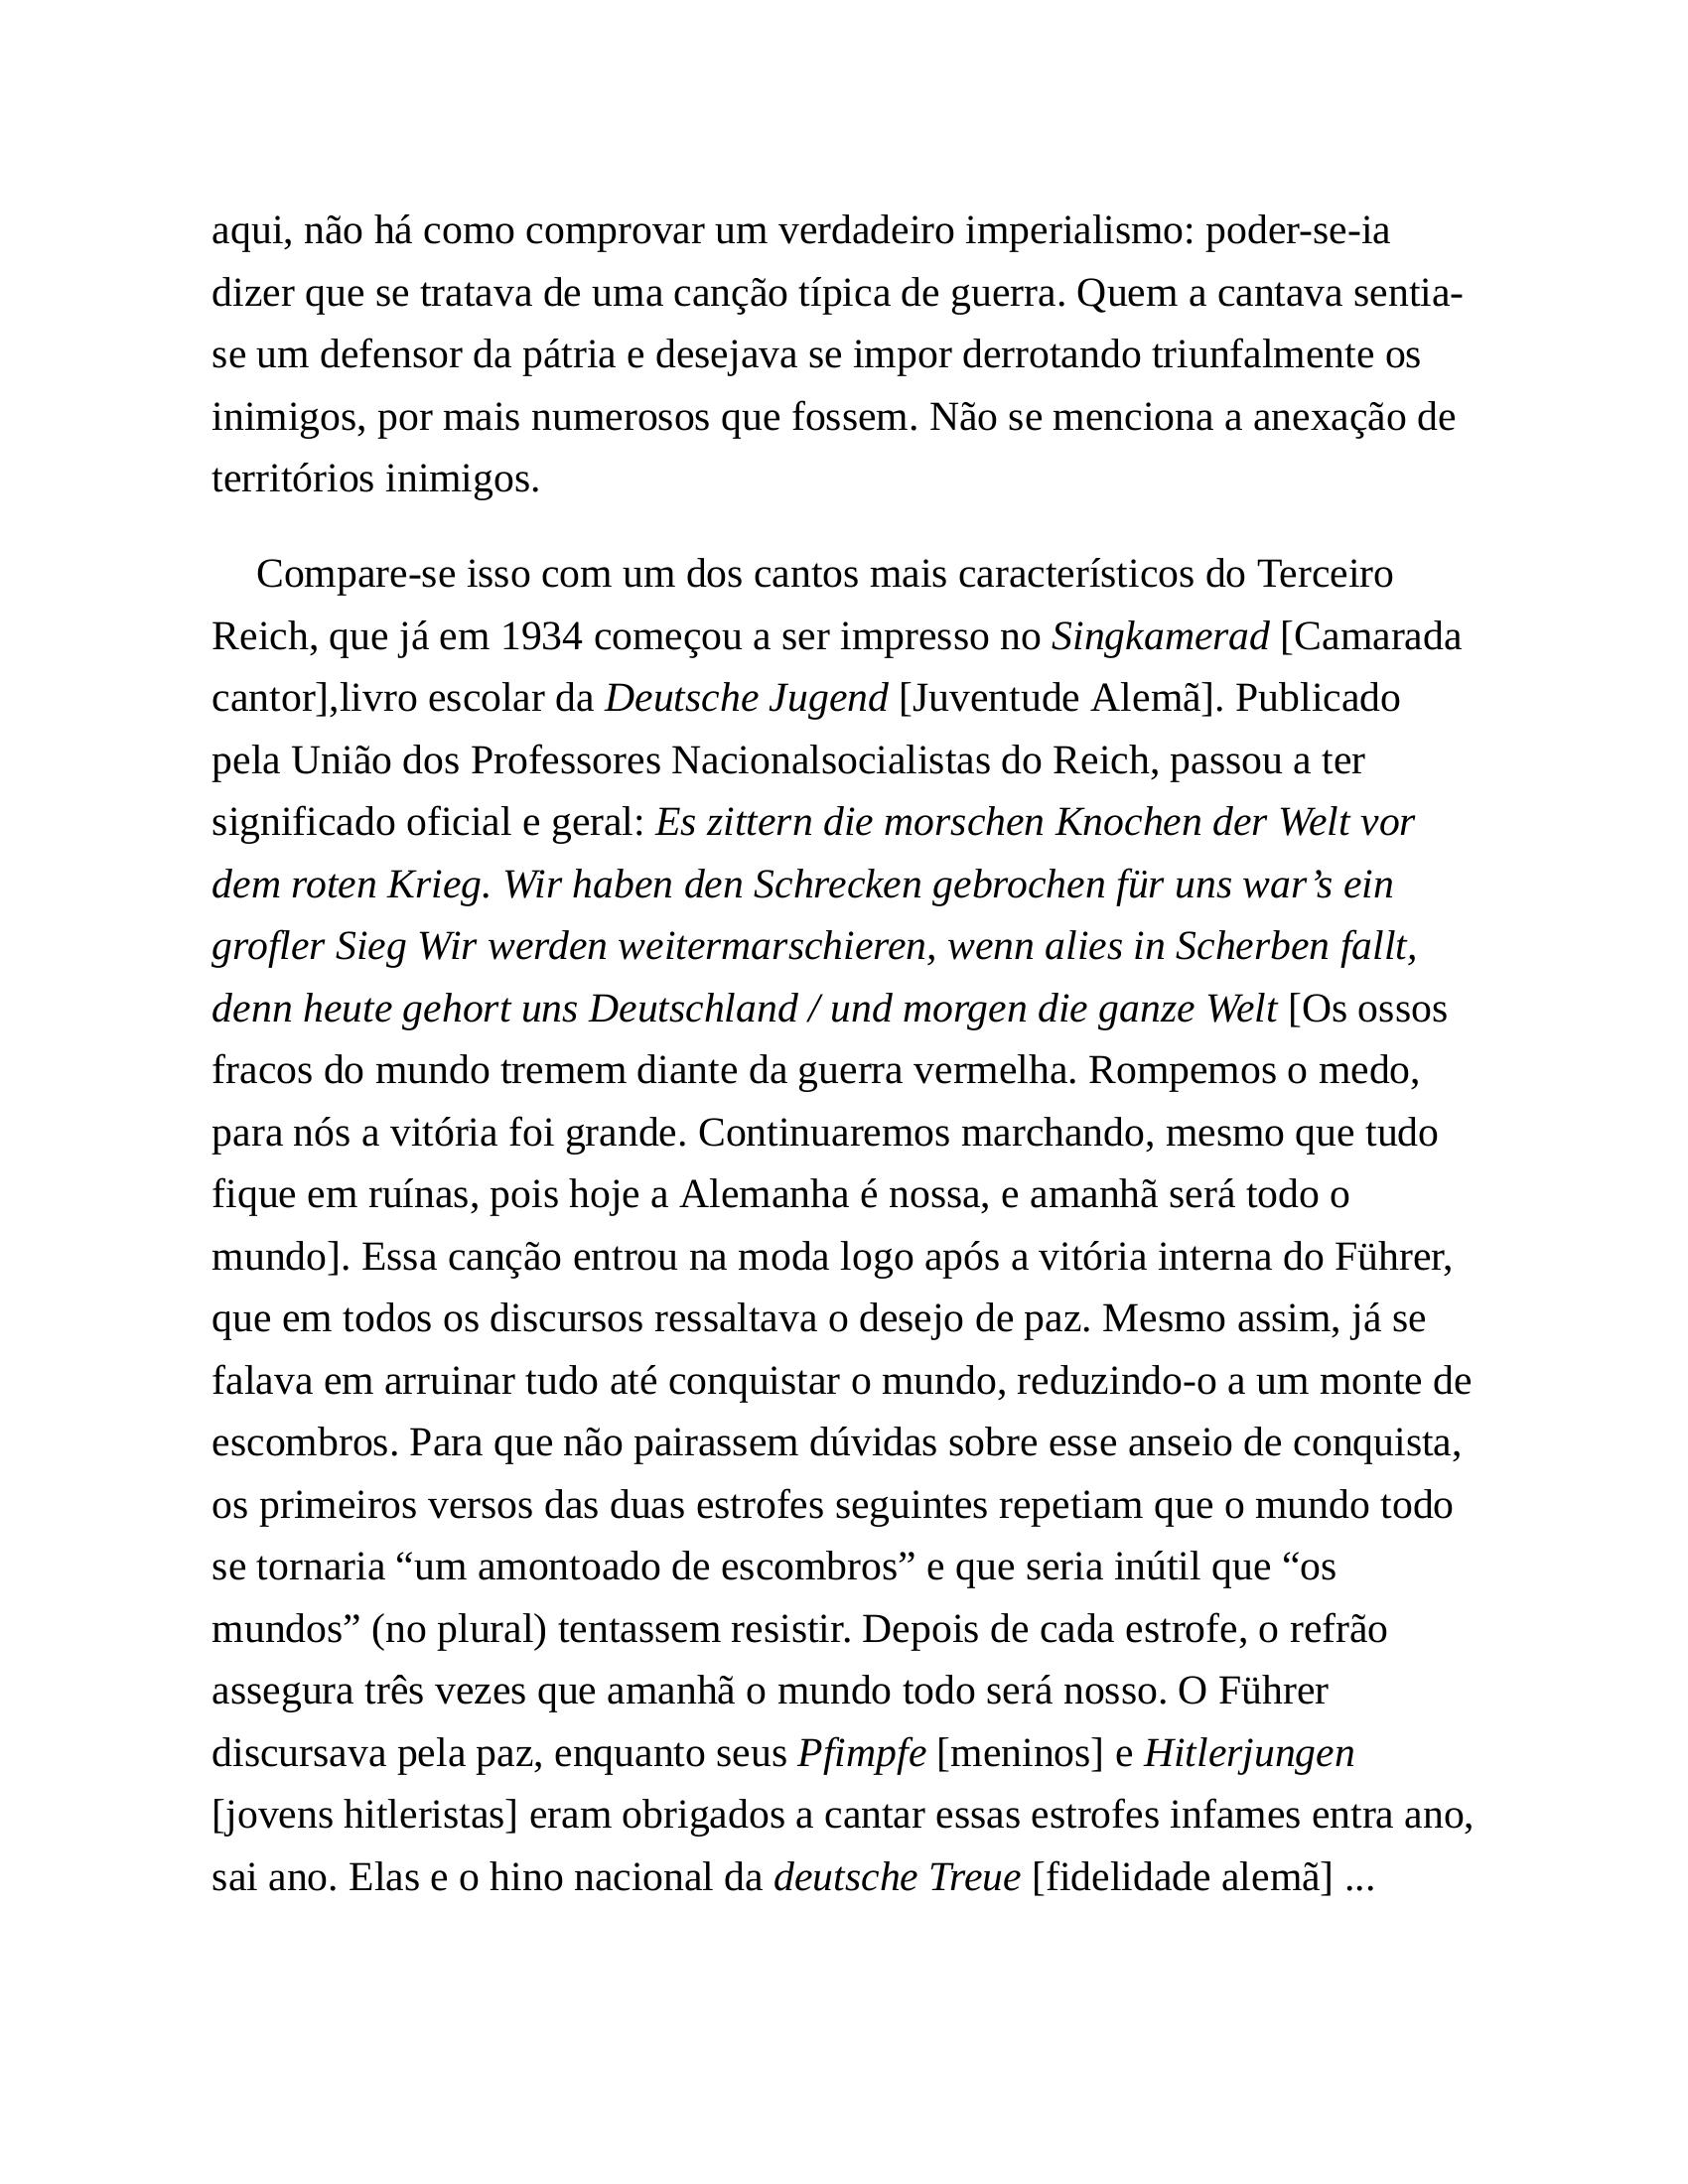 aqui, não há como comprovar um verdadeiro imperialismo: poder-se-ia
dizer que se tratava de uma canção típica de guerra. Quem a cantava sentia-
se um defensor da pátria e desejava se impor derrotando triunfalmente os
inimigos, por mais numerosos que fossem. Não se menciona a anexação de
territórios inimigos.
Compare-se isso com um dos cantos mais característicos do Terceiro
Reich, que já em 1934 começou a ser impresso no Singkamerad [Camarada
cantor],livro escolar da Deutsche Jugend [Juventude Alemã]. Publicado
pela União dos Professores Nacionalsocialistas do Reich, passou a ter
significado oficial e geral: Es zittern die morschen Knochen der Welt vor
dem roten Krieg. Wir haben den Schrecken gebrochen für uns war’s ein
grofler Sieg Wir werden weitermarschieren, wenn alies in Scherben fallt,
denn heute gehort uns Deutschland / und morgen die ganze Welt [Os ossos
fracos do mundo tremem diante da guerra vermelha. Rompemos o medo,
para nós a vitória foi grande. Continuaremos marchando, mesmo que tudo
fique em ruínas, pois hoje a Alemanha é nossa, e amanhã será todo o
mundo]. Essa canção entrou na moda logo após a vitória interna do Führer,
que em todos os discursos ressaltava o desejo de paz. Mesmo assim, já se
falava em arruinar tudo até conquistar o mundo, reduzindo-o a um monte de
escombros. Para que não pairassem dúvidas sobre esse anseio de conquista,
os primeiros versos das duas estrofes seguintes repetiam que o mundo todo
se tornaria “um amontoado de escombros” e que seria inútil que “os
mundos” (no plural) tentassem resistir. Depois de cada estrofe, o refrão
assegura três vezes que amanhã o mundo todo será nosso. O Führer
discursava pela paz, enquanto seus Pfimpfe [meninos] e Hitlerjungen
[jovens hitleristas] eram obrigados a cantar essas estrofes infames entra ano,
sai ano. Elas e o hino nacional da deutsche Treue [fidelidade alemã] ...